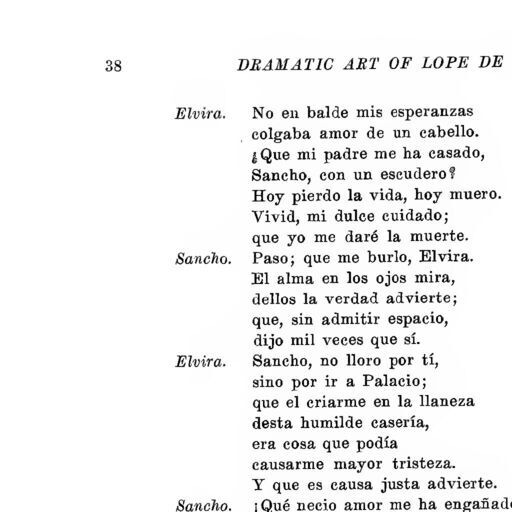 38 DRAMATIC ART OF LOPE DE
Elvira. No en balde mis esperanzas
colgaba amor de un cabello.
¿Que mi padre me ha casado,
Sancho, con un escudero?
Hoy pierdo la vida, hoy muero.
Vivid, mi dulce cuidado;
que yo me daré la muerte.
Sancho. Paso; que me burlo, Elvira.
El alma en los ojos mira,
dellos la verdad advierte;
que, sin admitir espacio,
dijo mil veces que sí.
Elvira. Sancho, no lloro por tí,
sino por ir a Palacio;
que el criarme en la llaneza
desta humilde casería,
era cosa que podía
causarme mayor tristeza.
Y que es causa justa advierte.
Sancho. ¡Qué necio amor me ha engañado